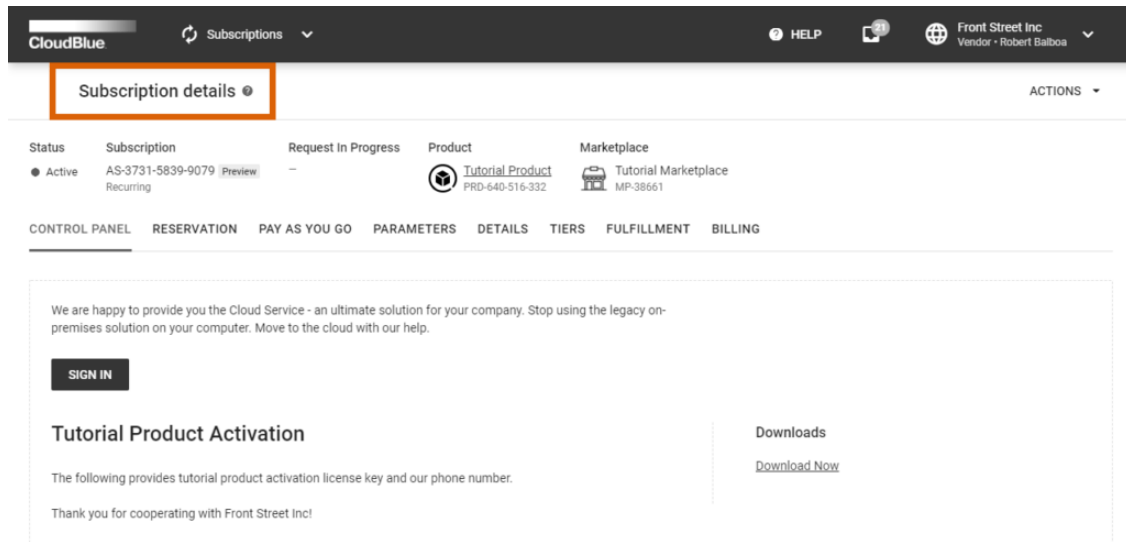 CloudBlue. Subscriptions HELP 21 Front Street Inc
Vendor • Robert Balboa
Subscription details ? ACTIONS
Status Subscription Request In Progress Product Marketplace
Active AS-3731-5839-9079 Preview – Tutorial Product Tutorial Marketplace
Recurring PRD-640-516-332 MP-38661
CONTROL PANEL RESERVATION PAY AS YOU GO PARAMETERS DETAILS TIERS FULFILLMENT BILLING
We are happy to provide you the Cloud Service - an ultimate solution for your company. Stop using the legacy on-
premises solution on your computer. Move to the cloud with our help.
SIGN IN
Tutorial Product Activation Downloads
Download Now
The following provides tutorial product activation license key and our phone number.
Thank you for cooperating with Front Street Inc!